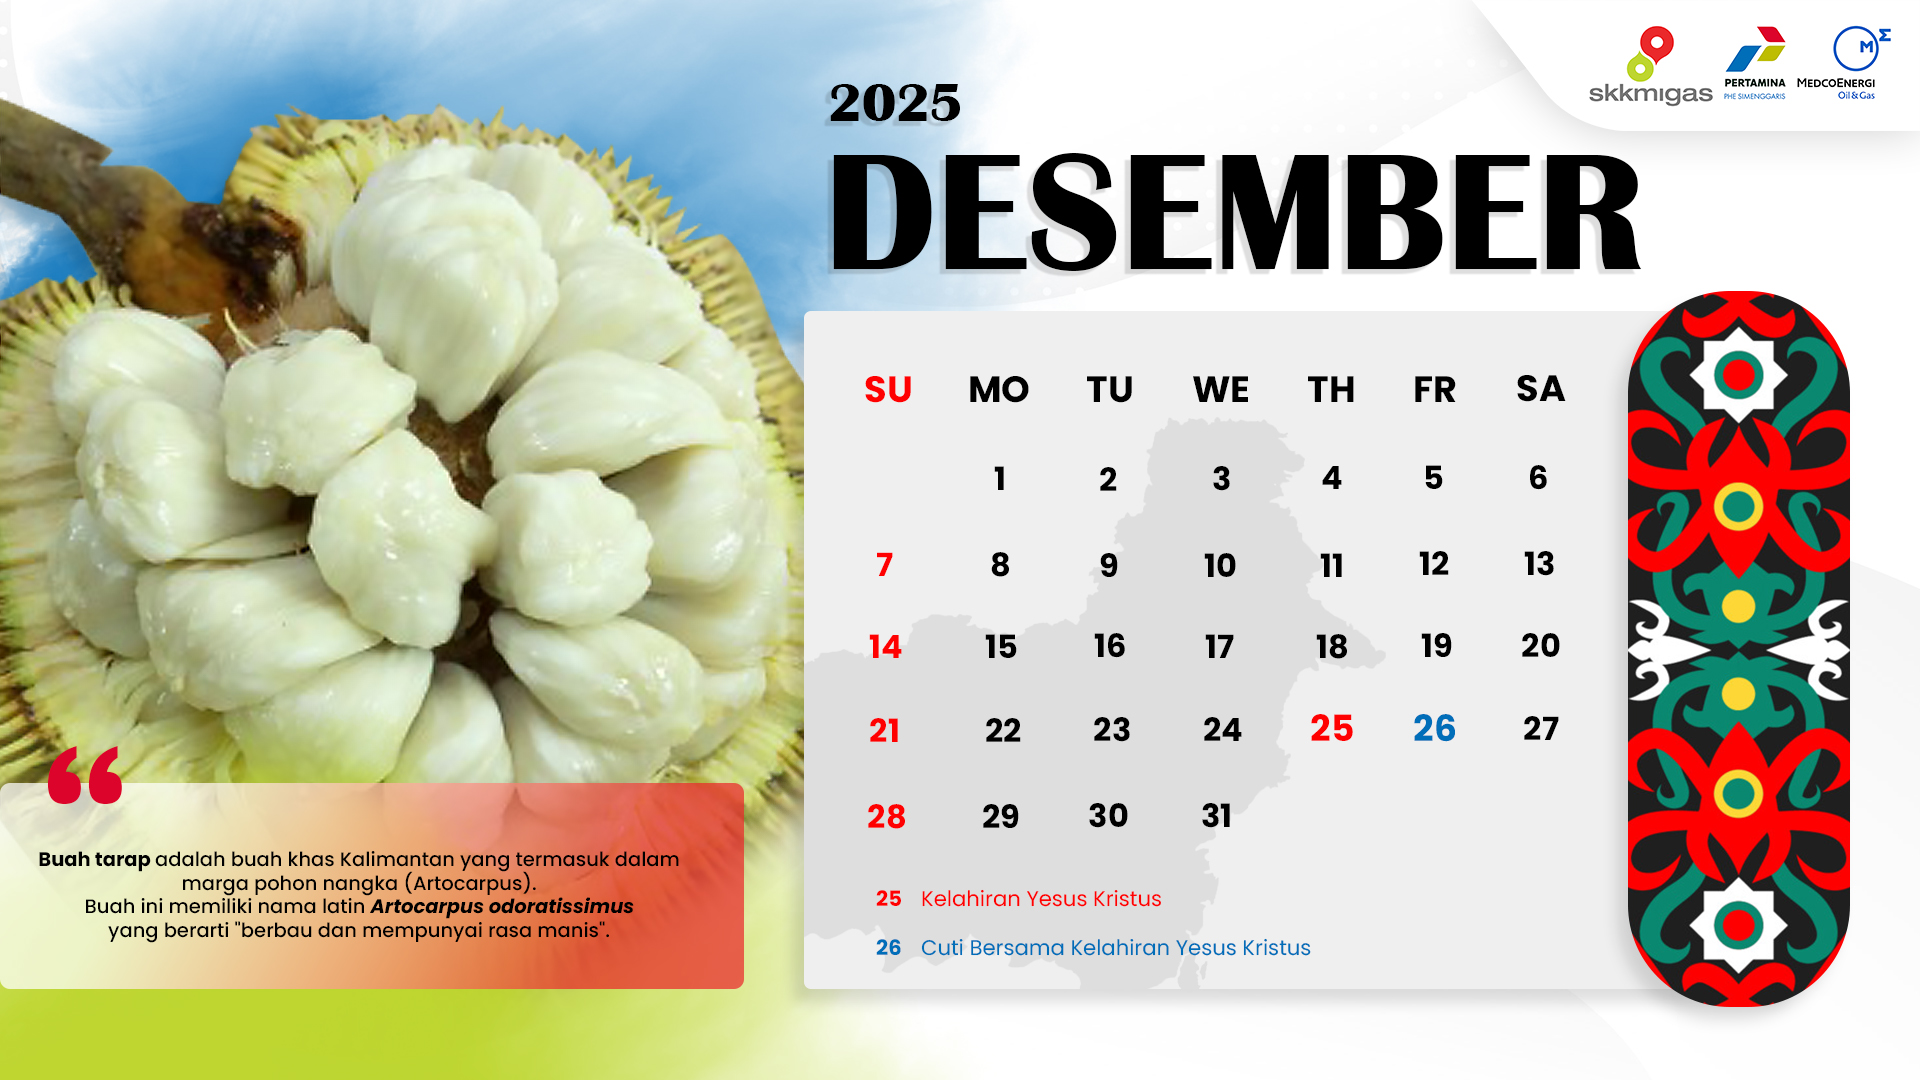 skkmigas
PERTAMINA
PHE SIMENGGARIS
MEDCOENERGI
Oil & Gas
2025
DESEMBER
SU MO TU WE TH FR SA
1 2 3 4 5 6
7 8 9 10 11 12 13
14 15 16 17 18 19 20
21 22 23 24 25 26 27
28 29 30 31
25 Kelahiran Yesus Kristus
26 Cuti Bersama Kelahiran Yesus Kristus
“
Buah tarap adalah buah khas Kalimantan yang termasuk dalam
marga pohon nangka (Artocarpus).
Buah ini memiliki nama latin Artocarpus odoratissimus
yang berarti "berbau dan mempunyai rasa manis".